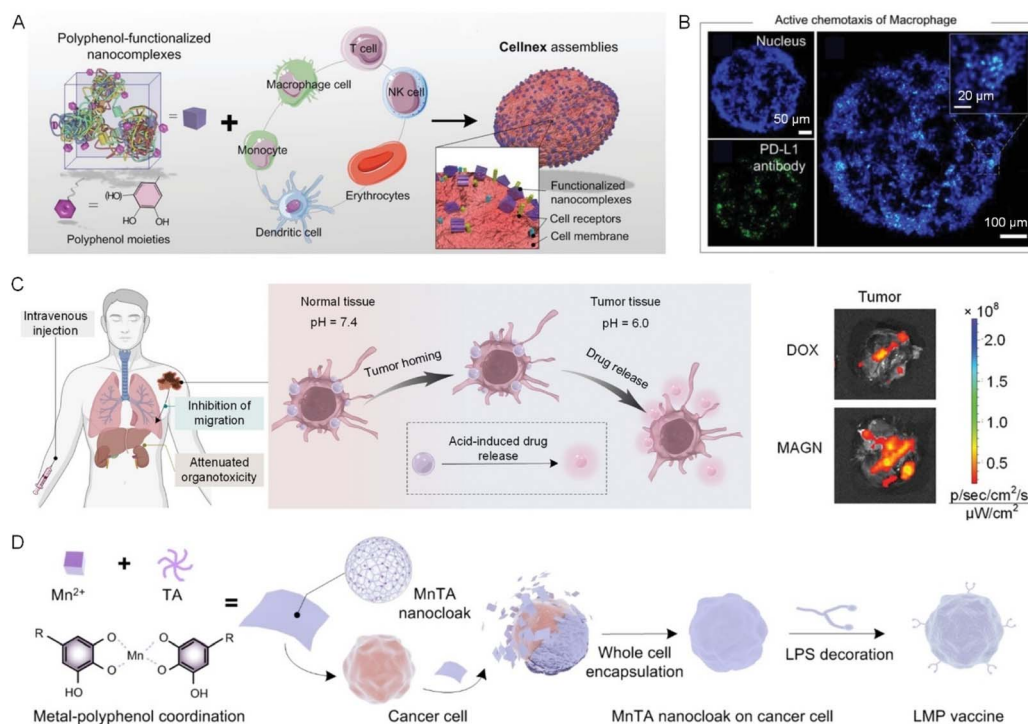 A
Polyphenol-functionalized
nanocomplexes
=
(HO)
HO
OH
=
Polyphenol moieties
+
T cell
Macrophage cell
NK cell
Monocyte
Erythrocytes
Dendritic cell
Cellnex assemblies
Functionalized
nanocomplexes
Cell receptors
Cell membrane
B
Active chemotaxis of Macrophage
Nucleus
50 µm
PD-L1
antibody
20 µm
100 µm
C
Intravenous
injection
Inhibition of
migration
Attenuated
organotoxicity
Normal tissue
pH = 7.4
Tumor homing
Tumor tissue
pH = 6.0
Drug release
Acid-induced drug
release
Tumor
DOX
MAGN
× 10⁸
2.0
1.5
1.0
0.5
p/sec/cm²/s
µW/cm²
D
Mn²⁺
+
TA
=
MnTA
nanocloak
R
O
O
Mn
O
O
R
HO
OH
Metal-polyphenol coordination
Cancer cell
Whole cell
encapsulation
MnTA nanocloak on cancer cell
LPS decoration
LMP vaccine